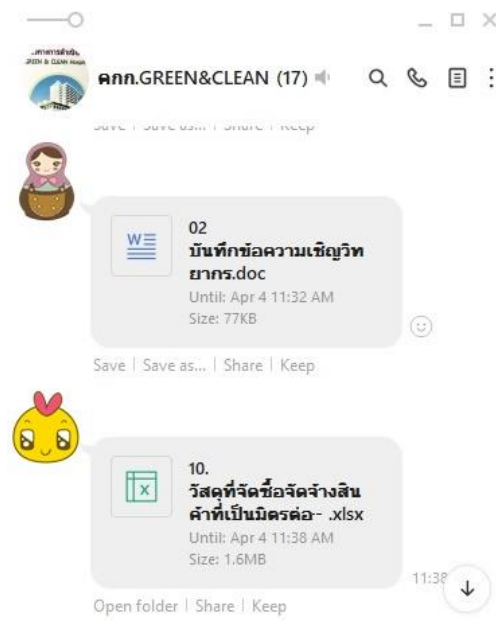 คกก.GREEN&CLEAN (17)
Save | Save as... | Share | Keep
W
02
บันทึกข้อความเชิญวิท
ยากร.doc
Until: Apr 4 11:32 AM
Size: 77KB
Save | Save as... | Share | Keep
X
10.
วัสดุที่จัดซื้อจัดจ้างสิน
ค้าที่เป็นมิตรต่อ-- .xlsx
Until: Apr 4 11:38 AM
Size: 1.6MB
11:38
Open folder | Share | Keep